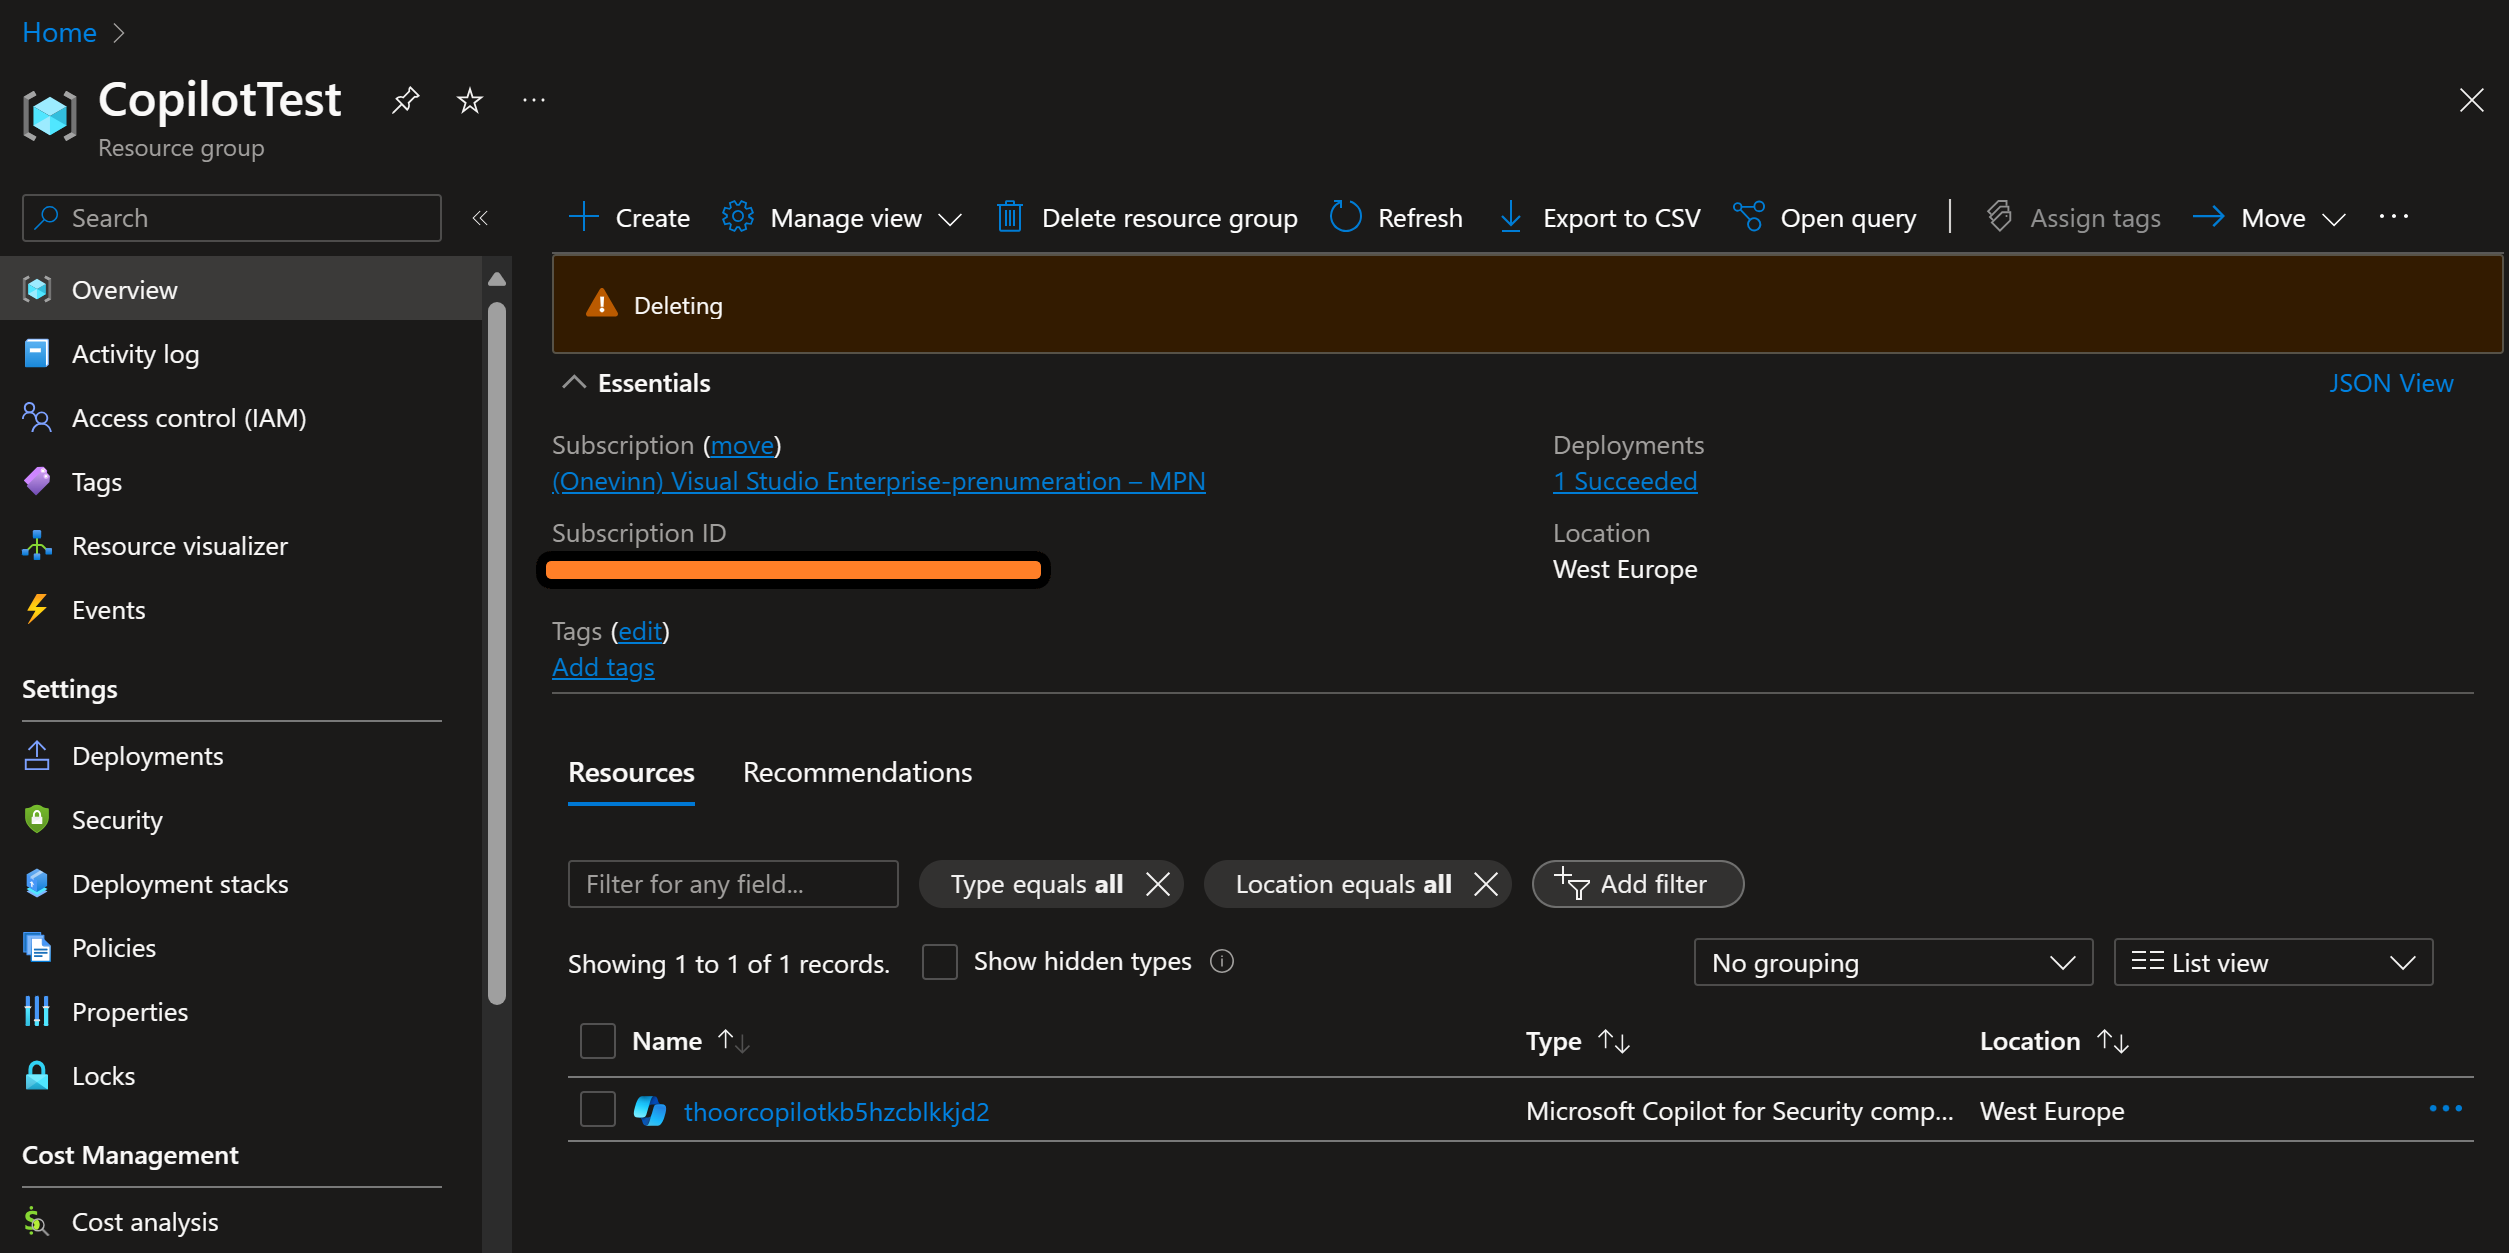 Home
CopilotTest
Resource group
Search
Create
Manage view
Delete resource group
Refresh
Export to CSV
Open query
Assign tags
Move
Overview
Activity log
Access control (IAM)
Tags
Resource visualizer
Events
Settings
Deployments
Security
Deployment stacks
Policies
Properties
Locks
Cost Management
Cost analysis
Deleting
Essentials
JSON View
Subscription (move)
(Onevinn) Visual Studio Enterprise-prenumeration – MPN
Subscription ID
Deployments
1 Succeeded
Location
West Europe
Tags (edit)
Add tags
Resources
Recommendations
Filter for any field...
Type equals all
Location equals all
Add filter
Showing 1 to 1 of 1 records.
Show hidden types
No grouping
List view
Name
Type
Location
thoorcopilotkb5hzcblkkjd2
Microsoft Copilot for Security comp...
West Europe